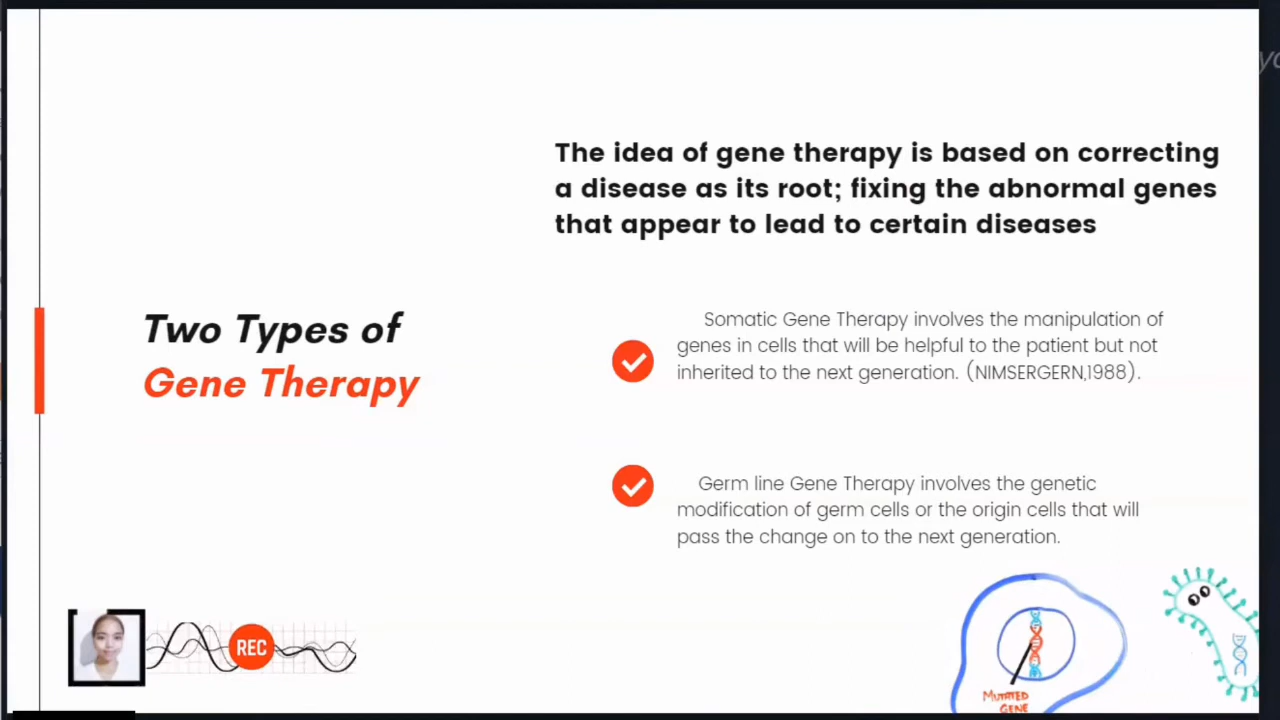 The idea of gene therapy is based on correcting
a disease as its root; fixing the abnormal genes
that appear to lead to certain diseases
Two Types of
Gene Therapy
Somatic Gene Therapy involves the manipulation of
genes in cells that will be helpful to the patient but not
inherited to the next generation. (NIMSERGERN,1988).
Germ line Gene Therapy involves the genetic
modification of germ cells or the origin cells that will
pass the change on to the next generation.
REC
MUTATED
GENE